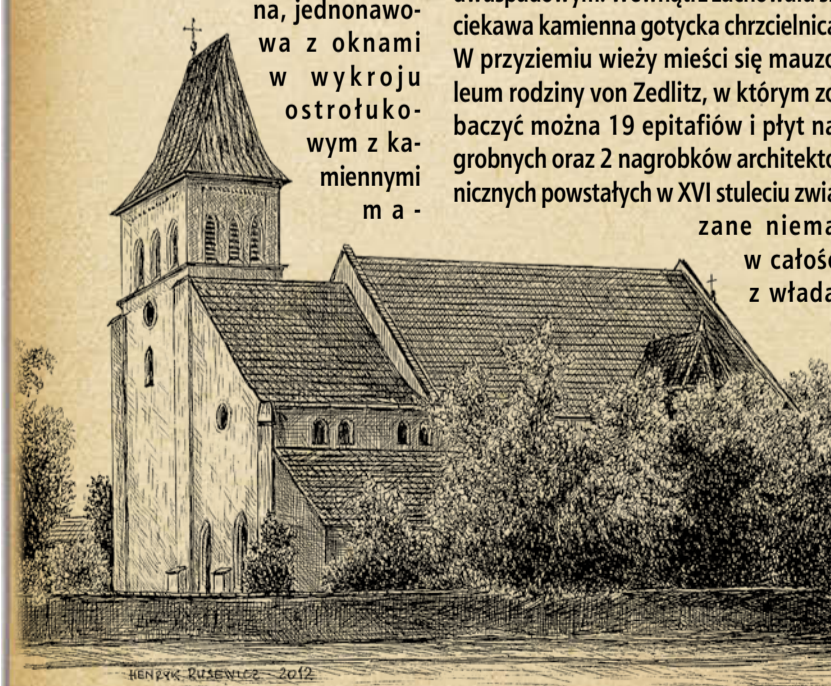 na, jednonawo-
wa z oknami
w wykroju
ostrołuko-
wym z ka-
miennymi
ma-
ciekawa kamienna gotycka chrzcielnica
W przyziemiu wieży mieści się mauzo
leum rodziny von Zedlitz, w którym zo
baczyć można 19 epitafiów i płyt na
grobnych oraz 2 nagrobków architekto
nicznych powstałych w XVI stuleciu zwią
zane niema
w całoś
z włada
HENRYK RUSEWICZ - 2012